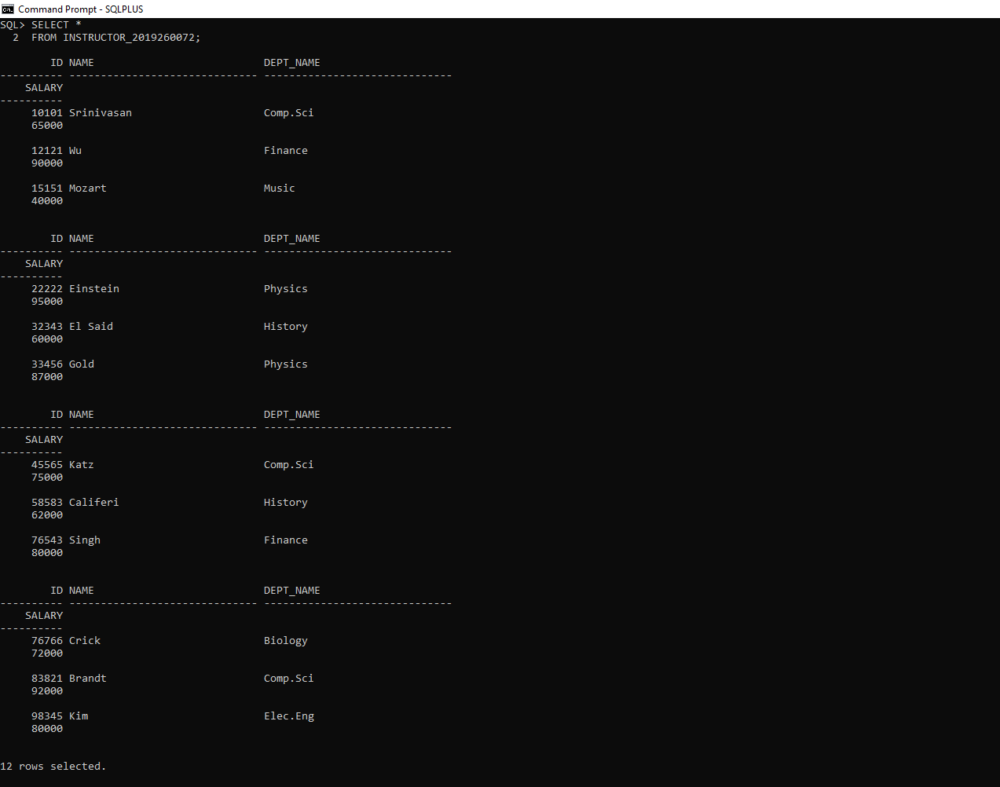 Command Prompt - SQLPLUS
SQL> SELECT *
  2  FROM INSTRUCTOR_2019260072;

        ID NAME                           DEPT_NAME
---------- ------------------------------ ------------------------------
    SALARY
----------
     10101 Srinivasan                     Comp.Sci
     65000

     12121 Wu                             Finance
     90000

     15151 Mozart                         Music
     40000


        ID NAME                           DEPT_NAME
---------- ------------------------------ ------------------------------
    SALARY
----------
     22222 Einstein                       Physics
     95000

     32343 El Said                        History
     60000

     33456 Gold                           Physics
     87000


        ID NAME                           DEPT_NAME
---------- ------------------------------ ------------------------------
    SALARY
----------
     45565 Katz                           Comp.Sci
     75000

     58583 Califeri                       History
     62000

     76543 Singh                          Finance
     80000


        ID NAME                           DEPT_NAME
---------- ------------------------------ ------------------------------
    SALARY
----------
     76766 Crick                          Biology
     72000

     83821 Brandt                         Comp.Sci
     92000

     98345 Kim                            Elec.Eng
     80000


12 rows selected.